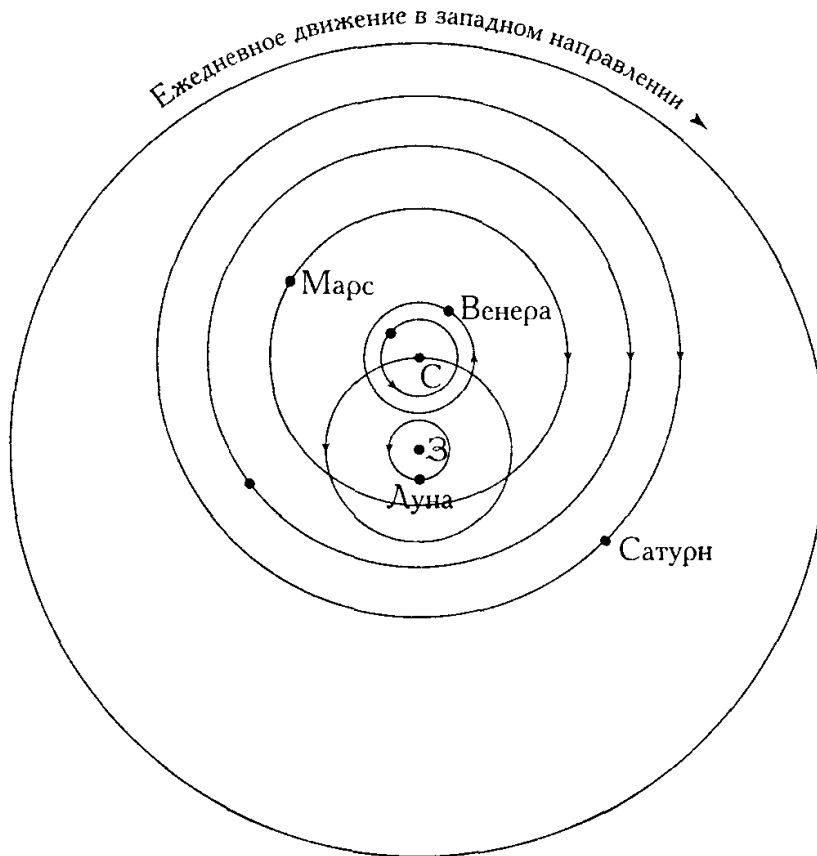 Ежедневное движение в западном направлении
Марс
Венера
С
З
Луна
Сатурн